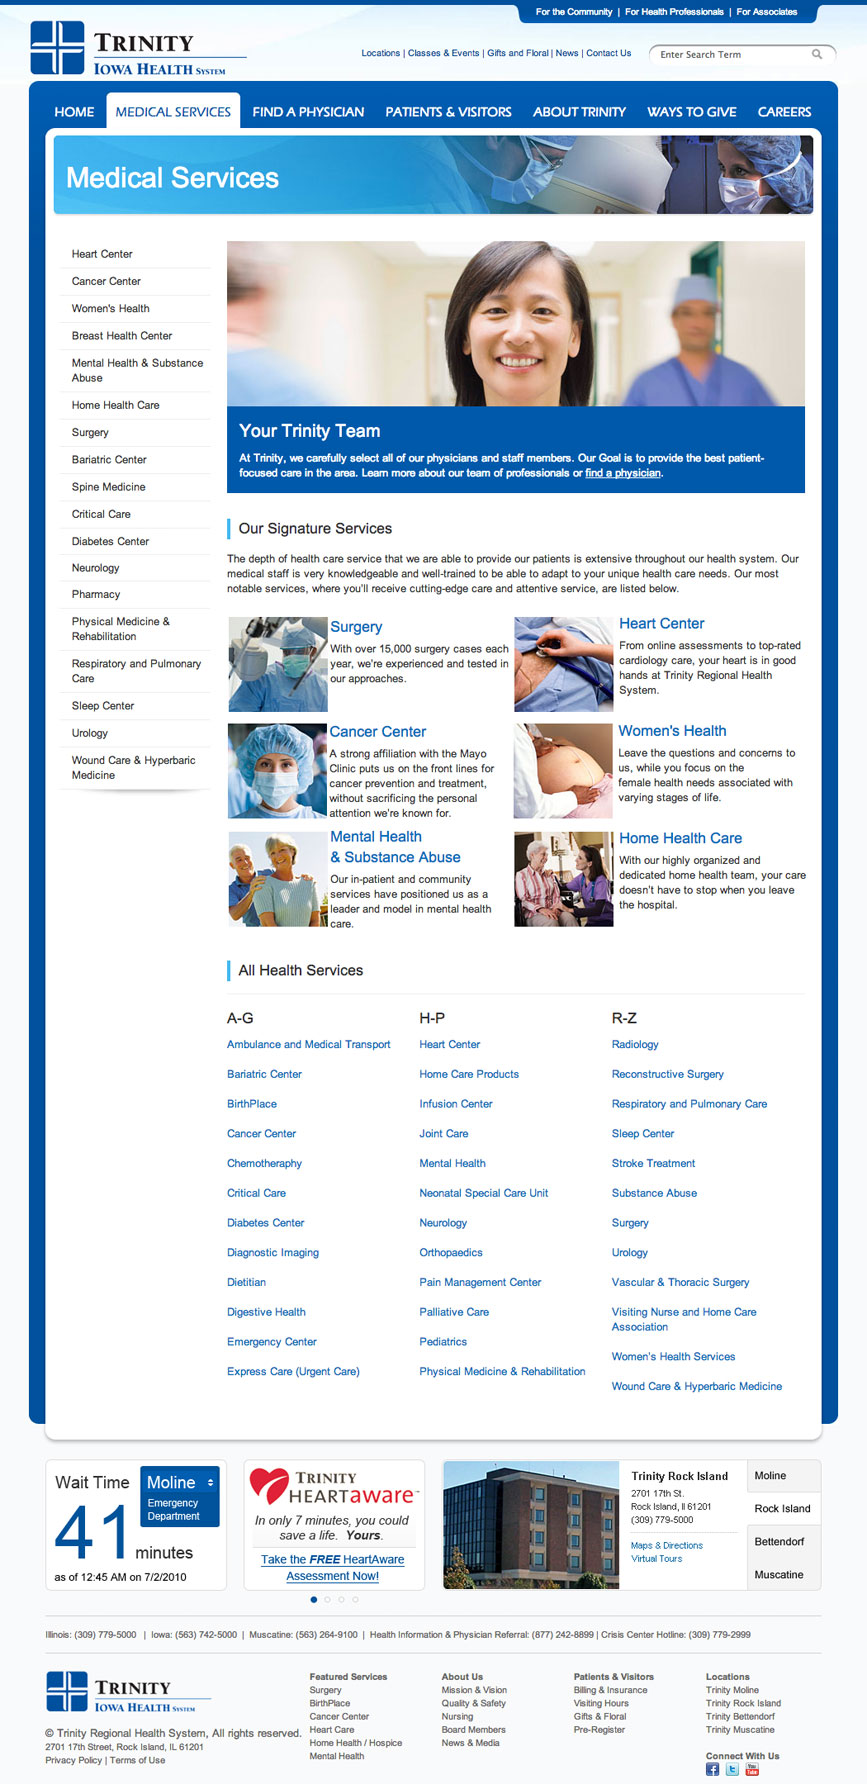 For the Community | For Health Professionals | For Associates
TRINITY
IOWA HEALTH SYSTEM
Locations | Classes & Events | Gifts and Floral | News | Contact Us
Enter Search Term
HOME
MEDICAL SERVICES
FIND A PHYSICIAN
PATIENTS & VISITORS
ABOUT TRINITY
WAYS TO GIVE
CAREERS
Medical Services
Heart Center
Cancer Center
Women's Health
Breast Health Center
Mental Health & Substance
Abuse
Home Health Care
Surgery
Bariatric Center
Spine Medicine
Critical Care
Diabetes Center
Neurology
Pharmacy
Physical Medicine &
Rehabilitation
Respiratory and Pulmonary
Care
Sleep Center
Urology
Wound Care & Hyperbaric
Medicine
Your Trinity Team
At Trinity, we carefully select all of our physicians and staff members. Our Goal is to provide the best patient-
focused care in the area. Learn more about our team of professionals or find a physician.
Our Signature Services
The depth of health care service that we are able to provide our patients is extensive throughout our health system. Our
medical staff is very knowledgeable and well-trained to be able to adapt to your unique health care needs. Our most
notable services, where you'll receive cutting-edge care and attentive service, are listed below.
Surgery
With over 15,000 surgery cases each
year, we're experienced and tested in
our approaches.
Heart Center
From online assessments to top-rated
cardiology care, your heart is in good
hands at Trinity Regional Health
System.
Cancer Center
A strong affiliation with the Mayo
Clinic puts us on the front lines for
cancer prevention and treatment,
without sacrificing the personal
attention we're known for.
Women's Health
Leave the questions and concerns to
us, while you focus on the
female health needs associated with
varying stages of life.
Mental Health
& Substance Abuse
Our in-patient and community
services have positioned us as a
leader and model in mental health
care.
Home Health Care
With our highly organized and
dedicated home health team, your care
doesn't have to stop when you leave
the hospital.
All Health Services
A-G
Ambulance and Medical Transport
Bariatric Center
BirthPlace
Cancer Center
Chemotheraphy
Critical Care
Diabetes Center
Diagnostic Imaging
Dietitian
Digestive Health
Emergency Center
Express Care (Urgent Care)
H-P
Heart Center
Home Care Products
Infusion Center
Joint Care
Mental Health
Neonatal Special Care Unit
Neurology
Orthopaedics
Pain Management Center
Palliative Care
Pediatrics
Physical Medicine & Rehabilitation
R-Z
Radiology
Reconstructive Surgery
Respiratory and Pulmonary Care
Sleep Center
Stroke Treatment
Substance Abuse
Surgery
Urology
Vascular & Thoracic Surgery
Visiting Nurse and Home Care
Association
Women's Health Services
Wound Care & Hyperbaric Medicine
Wait Time
Moline
Emergency
Department
41 minutes
as of 12:45 AM on 7/2/2010
TRINITY
HEARTAWARE™
In only 7 minutes, you could
save a life. Yours.
Take the FREE HeartAware
Assessment Now!
Trinity Rock Island
2701 17th St.
Rock Island, Il 61201
(309) 779-5000
Maps & Directions
Virtual Tours
Moline
Rock Island
Bettendorf
Muscatine
Illinois: (309) 779-5000 | Iowa: (563) 742-5000 | Muscatine: (563) 264-9100 | Health Information & Physician Referral: (877) 242-8899 | Crisis Center Hotline: (309) 779-2999
TRINITY
IOWA HEALTH SYSTEM
© Trinity Regional Health System, All rights reserved.
2701 17th Street, Rock Island, IL 61201
Privacy Policy | Terms of Use
Featured Services
Surgery
BirthPlace
Cancer Center
Heart Care
Home Health / Hospice
Mental Health
About Us
Mission & Vision
Quality & Safety
Nursing
Board Members
News & Media
Patients & Visitors
Billing & Insurance
Visiting Hours
Gifts & Floral
Pre-Register
Locations
Trinity Moline
Trinity Rock Island
Trinity Bettendorf
Trinity Muscatine
Connect With Us